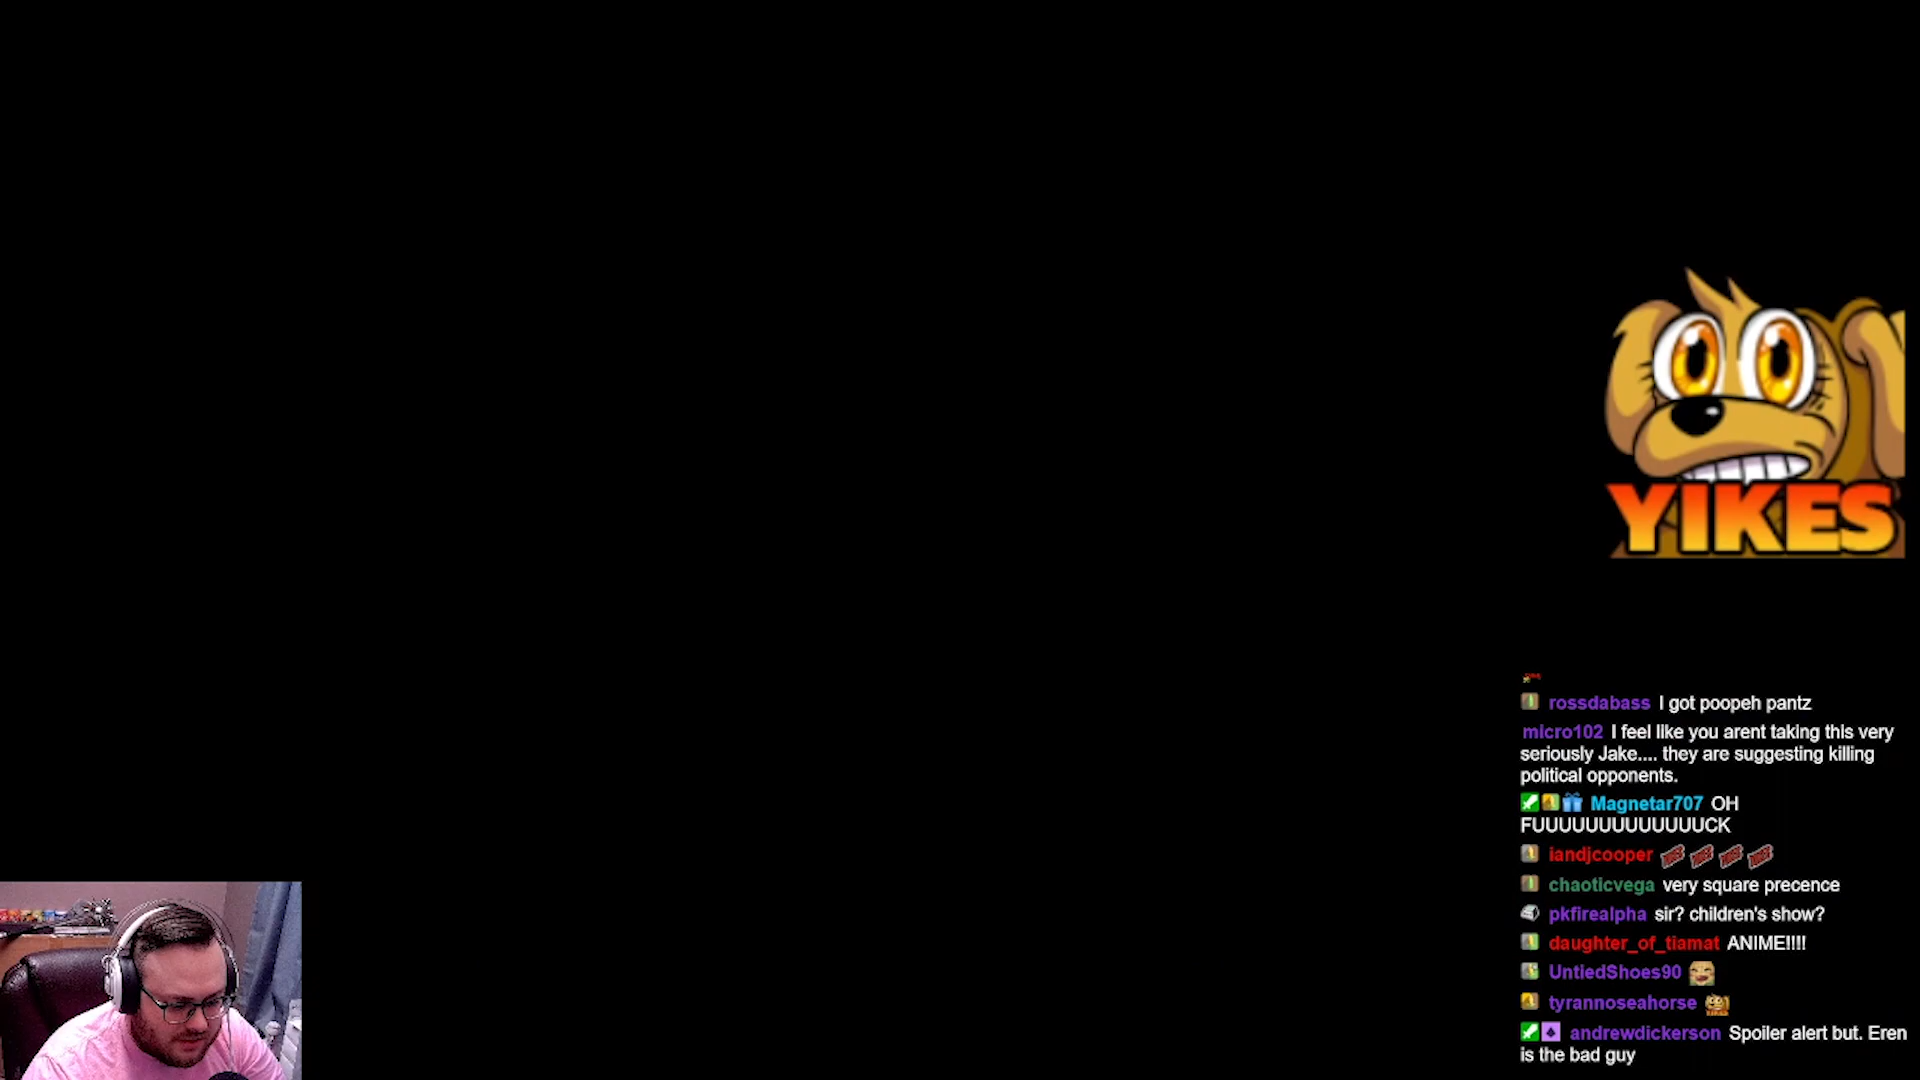 YIKES
rossdabass I got poopeh pantz
micro102 I feel like you arent taking this very
seriously Jake.... they are suggesting killing
political opponents.
Magnetar707 OH
FUUUUUUUUUUUUUCK
iandjcooper
chaoticvega very square precence
pkfirealpha sir? children's show?
daughter_of_tiamat ANIME!!!!
UntiedShoes90
tyrannoseahorse
andrewdickerson Spoiler alert but. Eren
is the bad guy